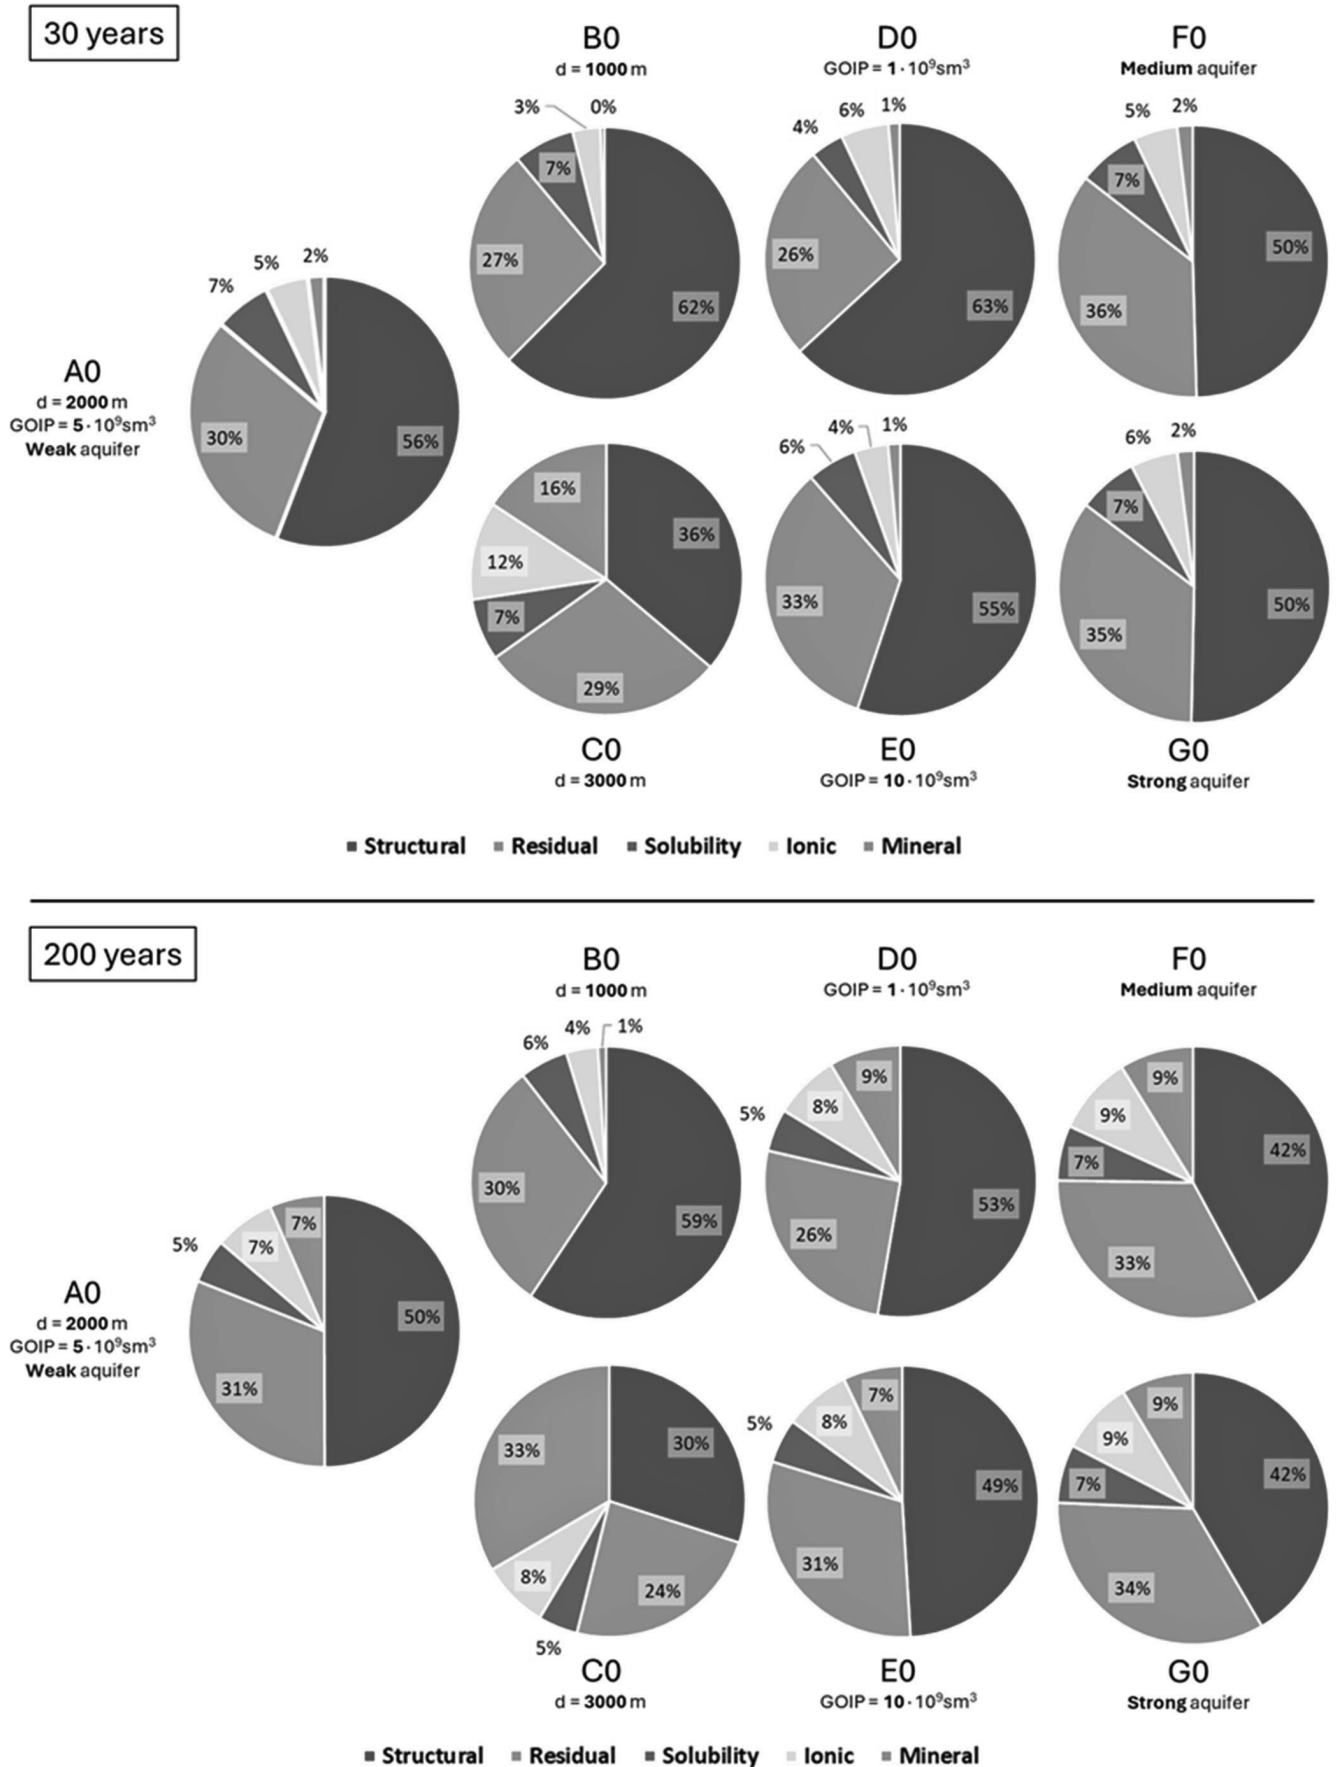 30 years
B0
d = 1000 m
D0
GOIP = 1 · 10⁹sm³
F0
Medium aquifer
3%
0%
7%
27%
62%
4%
6%
1%
26%
63%
5%
2%
7%
36%
50%
A0
d = 2000 m
GOIP = 5 · 10⁹sm³
Weak aquifer
7%
5%
2%
30%
56%
16%
36%
12%
7%
29%
C0
d = 3000 m
6%
4%
1%
33%
55%
E0
GOIP = 10 · 10⁹sm³
6%
2%
7%
35%
50%
G0
Strong aquifer
Structural Residual Solubility Ionic Mineral
200 years
B0
d = 1000 m
D0
GOIP = 1 · 10⁹sm³
F0
Medium aquifer
6%
4%
1%
30%
59%
9%
8%
5%
26%
53%
9%
9%
7%
33%
42%
A0
d = 2000 m
GOIP = 5 · 10⁹sm³
Weak aquifer
5%
7%
7%
31%
50%
33%
30%
8%
24%
5%
C0
d = 3000 m
7%
8%
5%
31%
49%
E0
GOIP = 10 · 10⁹sm³
9%
9%
7%
34%
42%
G0
Strong aquifer
Structural Residual Solubility Ionic Mineral